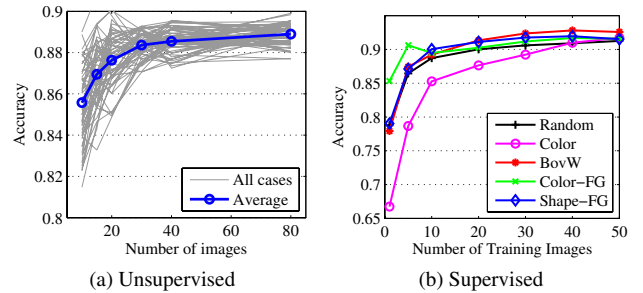 0.9
0.88
0.86
0.84
0.82
0.8
Accuracy
20
40
60
80
Number of images
All cases
Average
(a) Unsupervised
0.9
0.85
0.8
0.75
0.7
0.65
Accuracy
0
10
20
30
40
50
Number of Training Images
Random
Color
BovW
Color-FG
Shape-FG
(b) Supervised